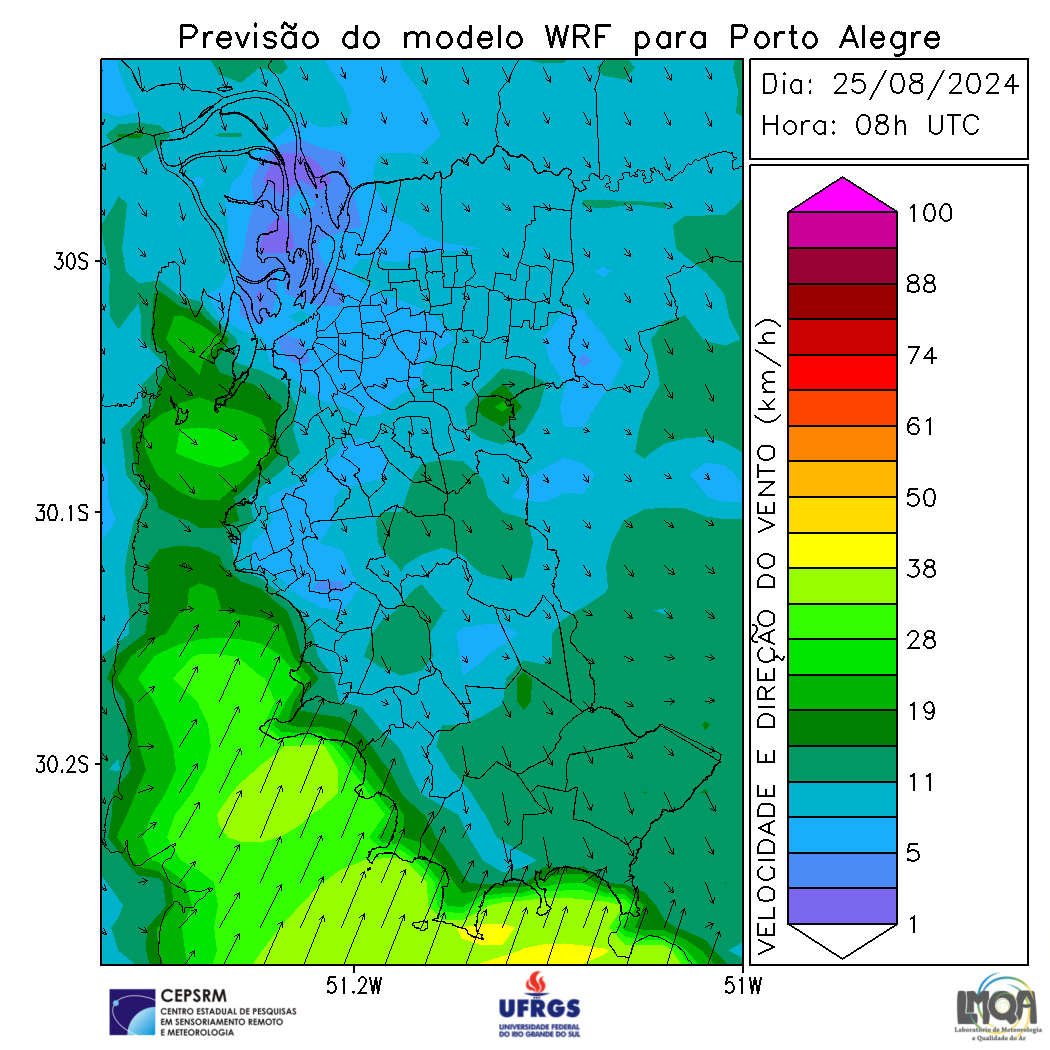 Previsão do modelo WRF para Porto Alegre
Dia: 25/08/2024
Hora: 08h UTC
30S
30.1S
30.2S
51.2W
51W
VELOCIDADE E DIREÇÃO DO VENTO (km/h)
100
88
74
61
50
38
28
19
11
5
1
CEPSRM
CENTRO ESTADUAL DE PESQUISAS
EM SENSORIAMENTO REMOTO
E METEOROLOGIA
UFRGS
UNIVERSIDADE FEDERAL
DO RIO GRANDE DO SUL
LMQA
Laboratório de Meteorologia
e Qualidade do Ar